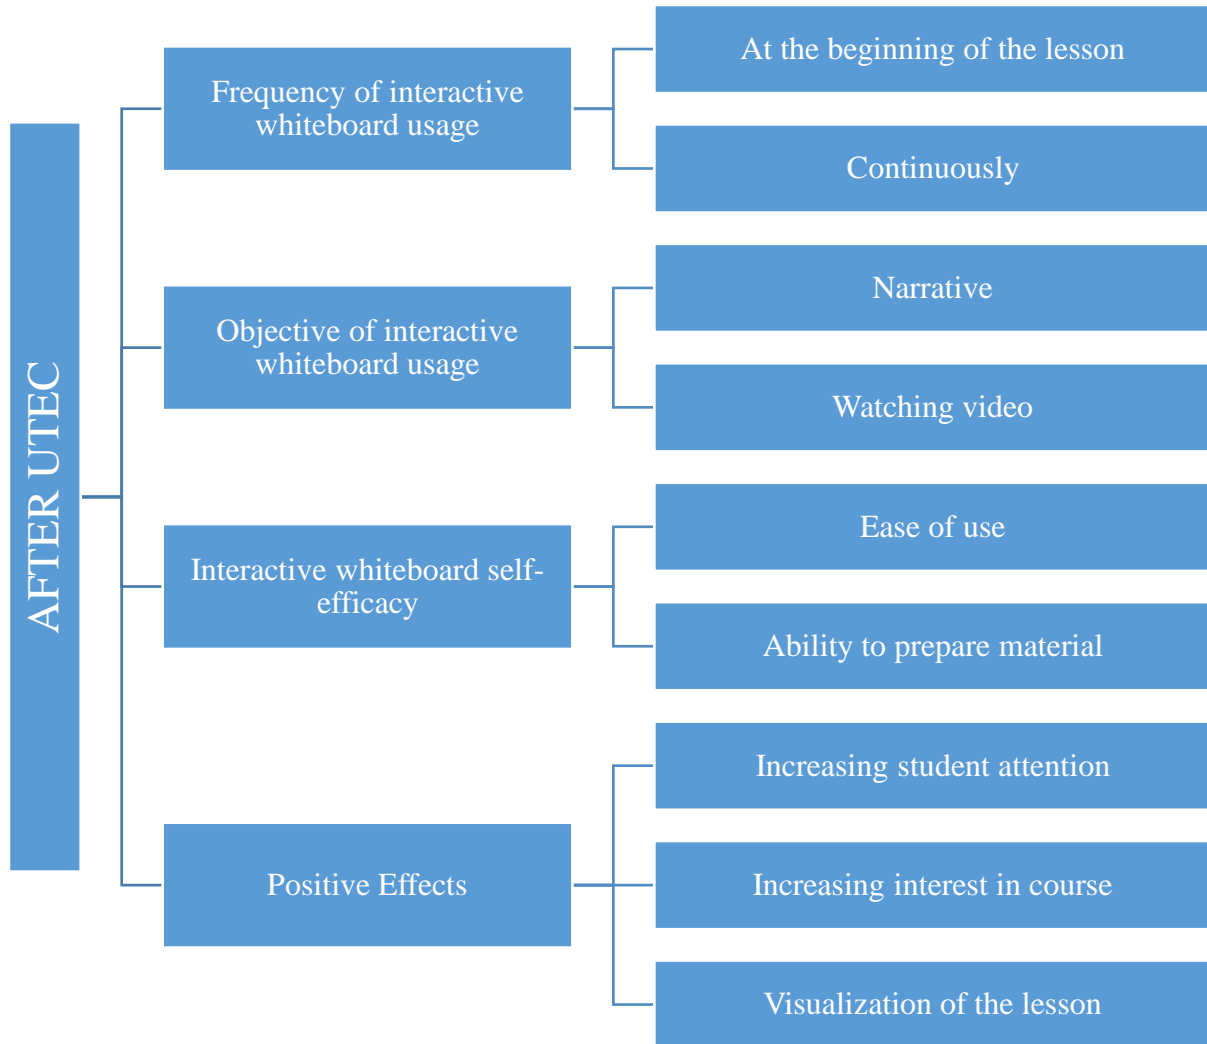 AFTER UTEC
Frequency of interactive
whiteboard usage
At the beginning of the lesson
Continuously
Objective of interactive
whiteboard usage
Narrative
Watching video
Interactive whiteboard self-
efficacy
Ease of use
Ability to prepare material
Positive Effects
Increasing student attention
Increasing interest in course
Visualization of the lesson